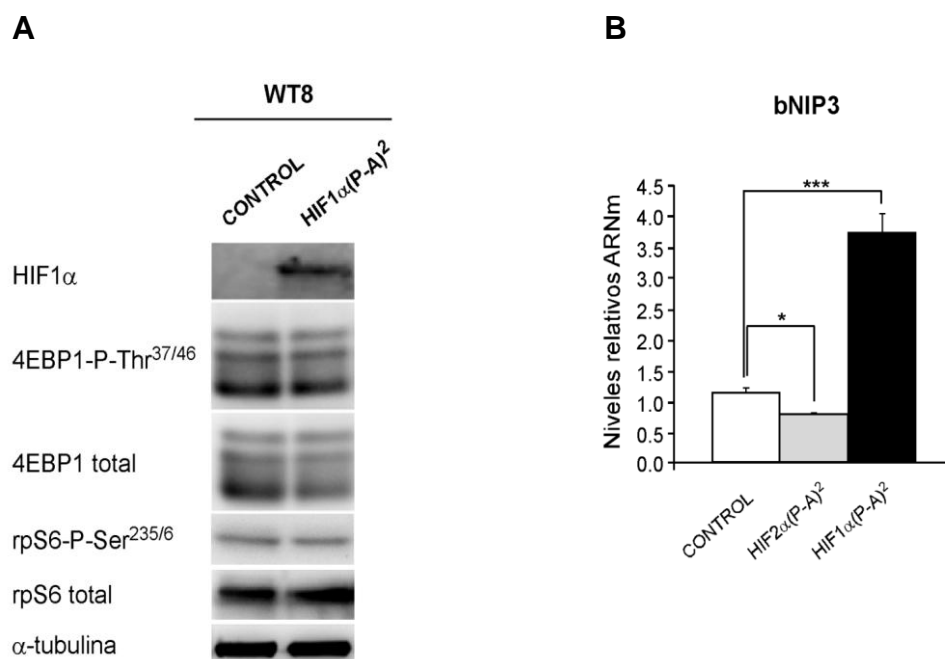 A
WT8
CONTROL
HIF1α(P-A)²
HIF1α
4EBP1-P-Thr³⁷/⁴⁶
4EBP1 total
rpS6-P-Ser²³⁵/⁶
rpS6 total
α-tubulina
B
bNIP3
Niveles relativos ARNm
4.5
4.0
3.5
3.0
2.5
2.0
1.5
1.0
0.5
0.0
***
*
CONTROL
HIF2α(P-A)²
HIF1α(P-A)²